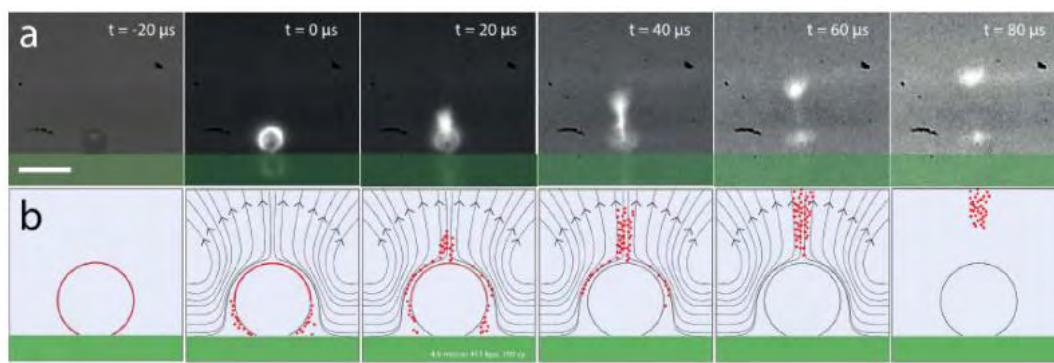 a
t = -20 µs
t = 0 µs
t = 20 µs
t = 40 µs
t = 60 µs
t = 80 µs
b